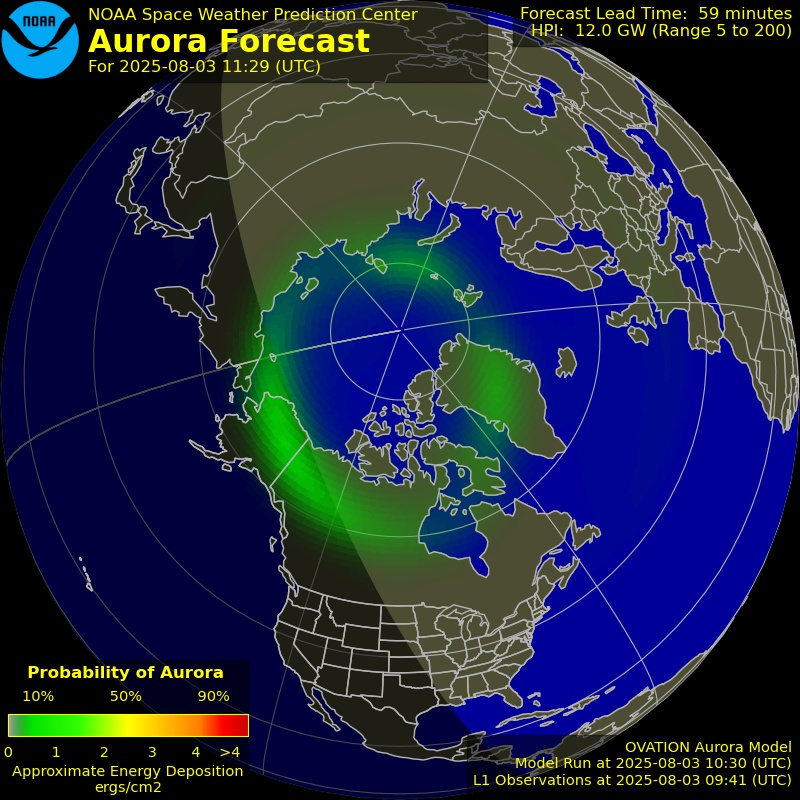 NOAA
NOAA Space Weather Prediction Center
Aurora Forecast
For 2025-08-03 11:29 (UTC)
Forecast Lead Time: 59 minutes
HPI: 12.0 GW (Range 5 to 200)
Probability of Aurora
10% 50% 90%
0 1 2 3 4 >4
Approximate Energy Deposition
ergs/cm2
OVATION Aurora Model
Model Run at 2025-08-03 10:30 (UTC)
L1 Observations at 2025-08-03 09:41 (UTC)